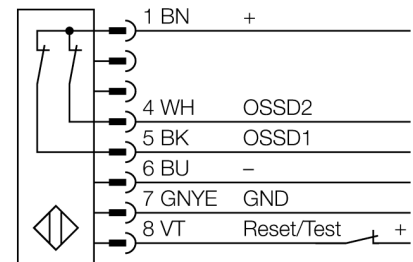 1 BN +
4 WH OSSD2
5 BK OSSD1
6 BU –
7 GNYE GND
8 VT Reset/Test +